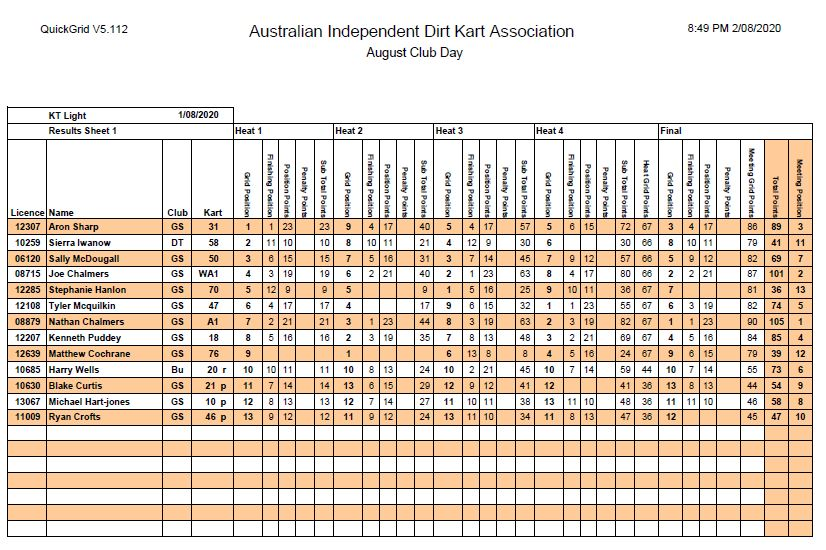 QuickGrid V5.112 Australian Independent Dirt Kart Association 8:49 PM 2/08/2020
August Club Day
KT Light 1/08/2020
Results Sheet 1 Heat 1 Heat 2 Heat 3 Heat 4 Final
Licence Name Club Kart Grid Position Finishing Position Position Points Penalty Points Sub Total Points Grid Position Finishing Position Position Points Penalty Points Sub Total Points Grid Position Finishing Position Position Points Penalty Points Sub Total Points Grid Position Finishing Position Position Points Penalty Points Sub Total Points Heat Grid Points Grid Position Finishing Position Position Points Penalty Points Meeting Grid Points Total Points Meeting Position
12307 Aron Sharp GS 31 1 1 23 23 9 4 17 40 5 4 17 57 5 6 15 72 67 3 4 17 86 89 3
10259 Sierra Iwanow DT 58 2 11 10 10 8 10 11 21 4 12 9 30 6 30 66 8 10 11 79 41 11
06120 Sally McDougall GS 50 3 6 15 15 7 5 16 31 3 7 14 45 7 9 12 57 66 5 9 12 82 69 7
08715 Joe Chalmers GS WA1 4 3 19 19 6 2 21 40 2 1 23 63 8 4 17 80 66 2 2 21 87 101 2
12285 Stephanie Hanlon GS 70 5 12 9 9 5 9 1 5 16 25 9 10 11 36 67 7 81 36 13
12108 Tyler Mcquilkin GS 47 6 4 17 17 4 17 9 6 15 32 1 1 23 55 67 6 3 19 82 74 5
08879 Nathan Chalmers GS A1 7 2 21 21 3 1 23 44 8 3 19 63 2 3 19 82 67 1 1 23 90 105 1
12207 Kenneth Puddey GS 18 8 5 16 16 2 3 19 35 7 8 13 48 3 2 21 69 67 4 5 16 84 85 4
12639 Matthew Cochrane GS 76 9 1 6 13 8 8 4 5 16 24 67 9 6 15 79 39 12
10685 Harry Wells Bu 20 r 10 10 11 11 10 8 13 24 10 2 21 45 10 7 14 59 44 10 7 14 55 73 6
10630 Blake Curtis GS 21 p 11 7 14 14 13 6 15 29 12 9 12 41 12 41 36 13 8 13 44 54 9
13067 Michael Hart-jones GS 10 p 12 8 13 13 12 7 14 27 11 10 11 38 13 11 10 48 36 11 11 10 46 58 8
11009 Ryan Crofts GS 46 p 13 9 12 12 11 9 12 24 13 11 10 34 11 8 13 47 36 12 45 47 10